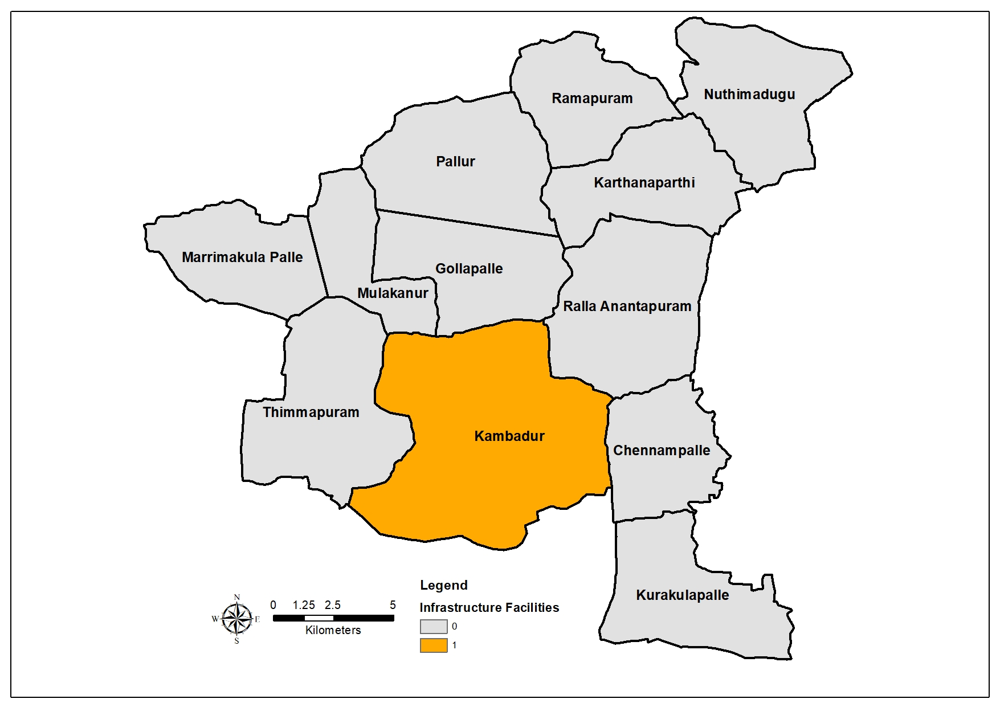 Ramapuram
Nuthimadugu
Pallur
Karthanaparthi
Marrimakula Palle
Gollapalle
Mulakanur
Ralla Anantapuram
Thimmapuram
Kambadur
Chennampalle
Kurakulapalle
N
W E
S
0 1.25 2.5 5
Kilometers
Legend
Infrastructure Facilities
0
1